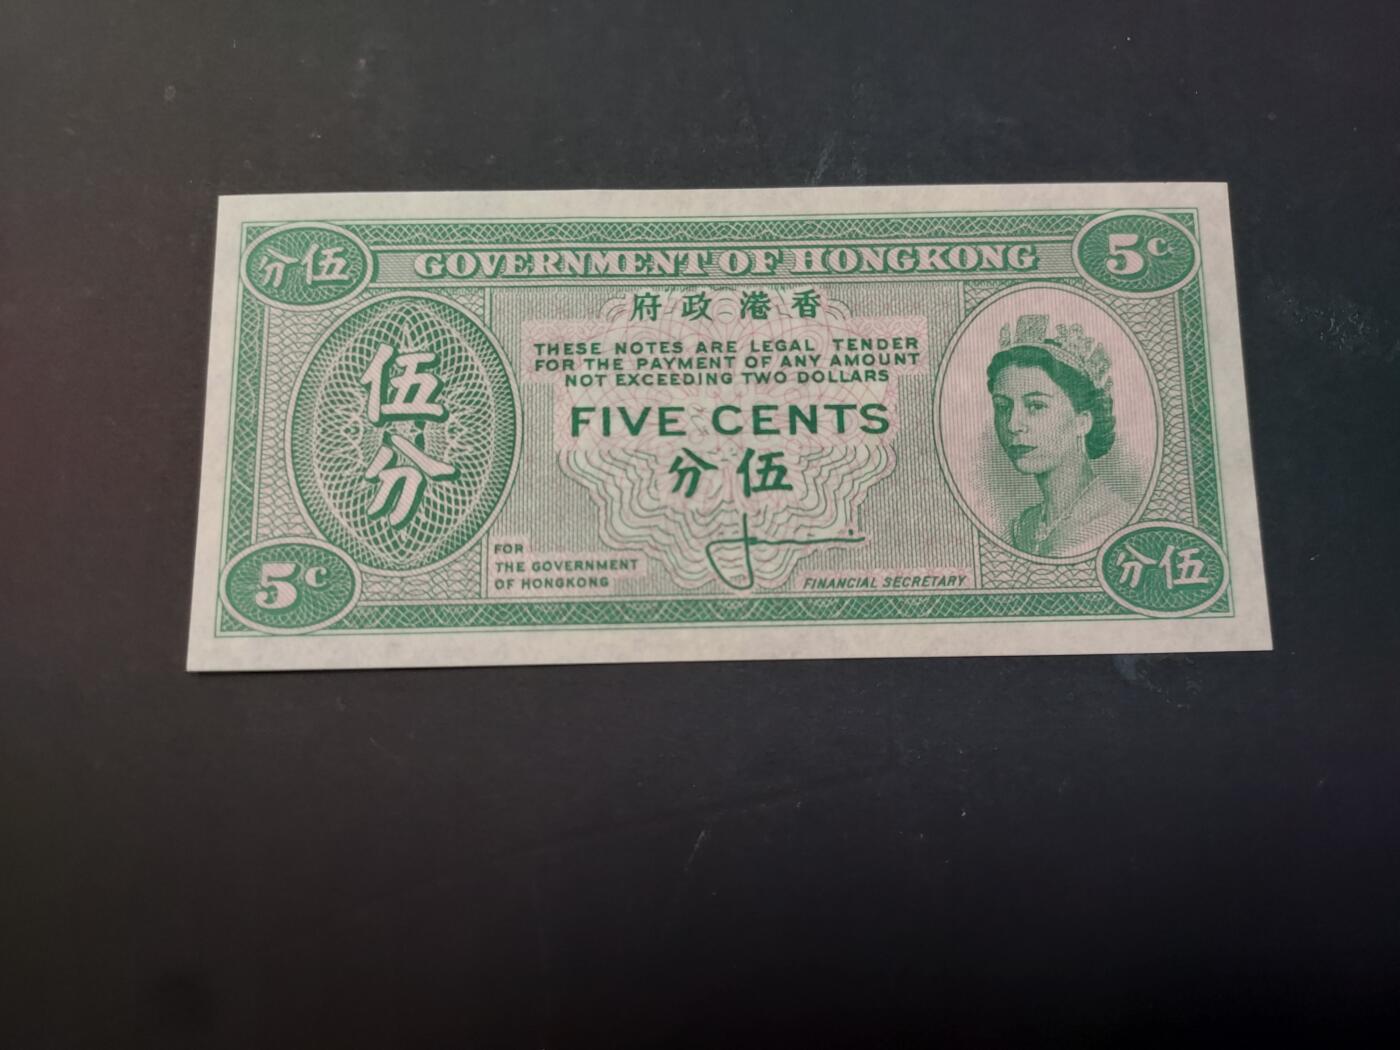 分伍
GOVERNMENT OF HONGKONG
5c
府政港香
THESE NOTES ARE LEGAL TENDER
FOR THE PAYMENT OF ANY AMOUNT
NOT EXCEEDING TWO DOLLARS
FIVE CENTS
分伍
伍
分
FOR
THE GOVERNMENT
OF HONGKONG
FINANCIAL SECRETARY
5c
分伍